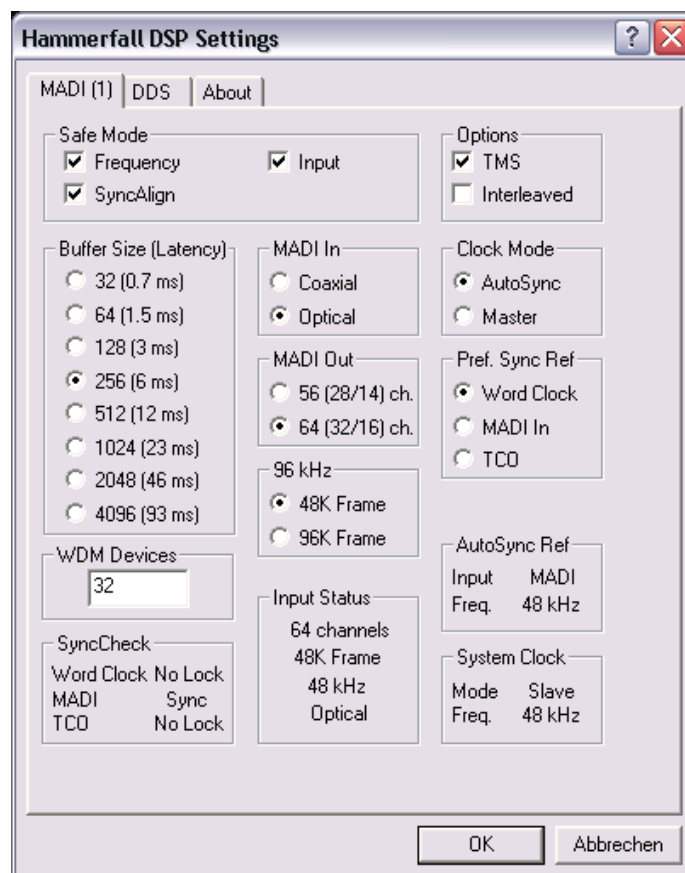 Hammerfall DSP Settings
MADI (1)
DDS
About
Safe Mode
Frequency
Input
SyncAlign
Options
TMS
Interleaved
Buffer Size (Latency)
32 (0.7 ms)
64 (1.5 ms)
128 (3 ms)
256 (6 ms)
512 (12 ms)
1024 (23 ms)
2048 (46 ms)
4096 (93 ms)
MADI In
Coaxial
Optical
MADI Out
56 (28/14) ch.
64 (32/16) ch.
96 kHz
48K Frame
96K Frame
Clock Mode
AutoSync
Master
Pref. Sync Ref
Word Clock
MADI In
TCO
WDM Devices
32
SyncCheck
Word Clock No Lock
MADI Sync
TCO No Lock
Input Status
64 channels
48K Frame
48 kHz
Optical
AutoSync Ref
Input MADI
Freq. 48 kHz
System Clock
Mode Slave
Freq. 48 kHz
OK
Abbrechen